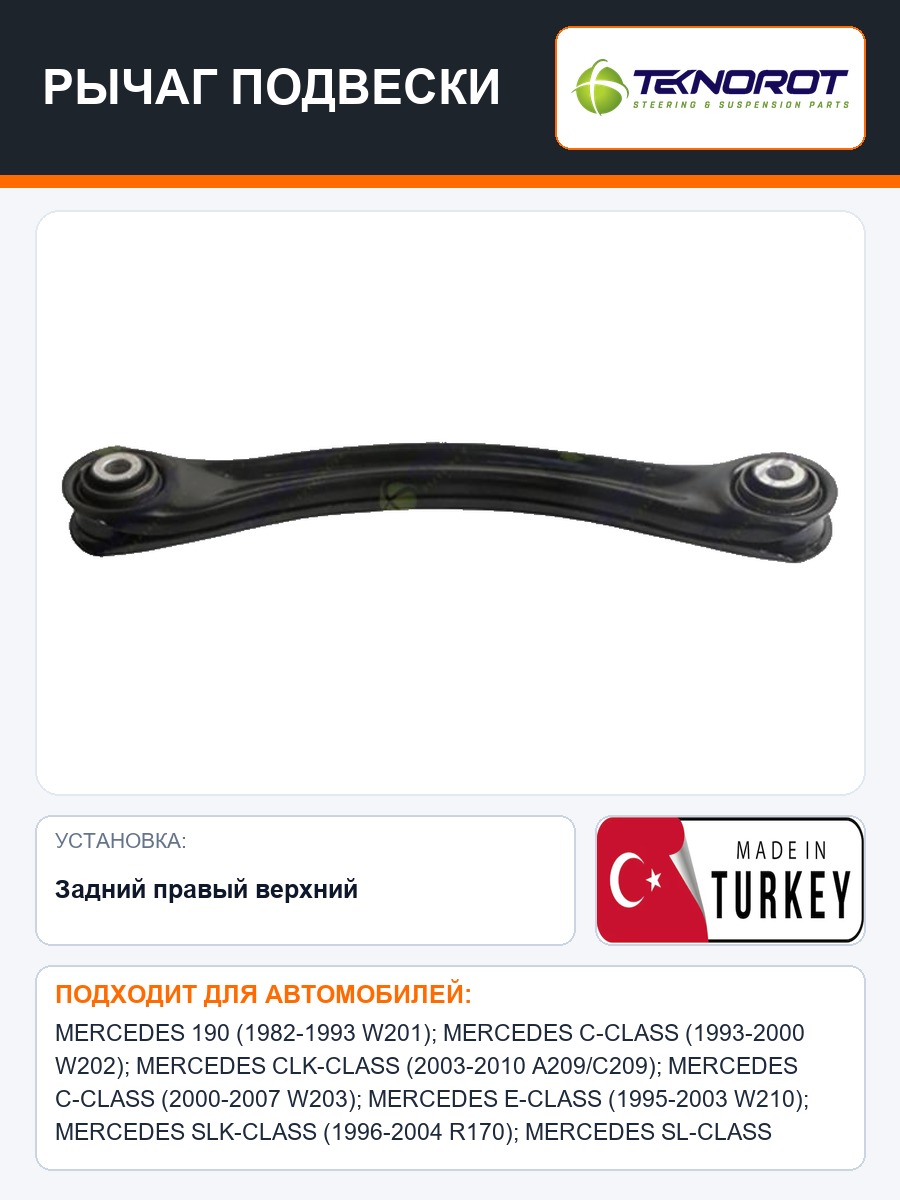 РЫЧАГ ПОДВЕСКИ
TEKNOROT
STEERING & SUSPENSION PARTS
УСТАНОВКА:
Задний правый верхний
MADE IN
TURKEY
ПОДХОДИТ ДЛЯ АВТОМОБИЛЕЙ:
MERCEDES 190 (1982-1993 W201); MERCEDES C-CLASS (1993-2000
W202); MERCEDES CLK-CLASS (2003-2010 A209/C209); MERCEDES
C-CLASS (2000-2007 W203); MERCEDES E-CLASS (1995-2003 W210);
MERCEDES SLK-CLASS (1996-2004 R170); MERCEDES SL-CLASS